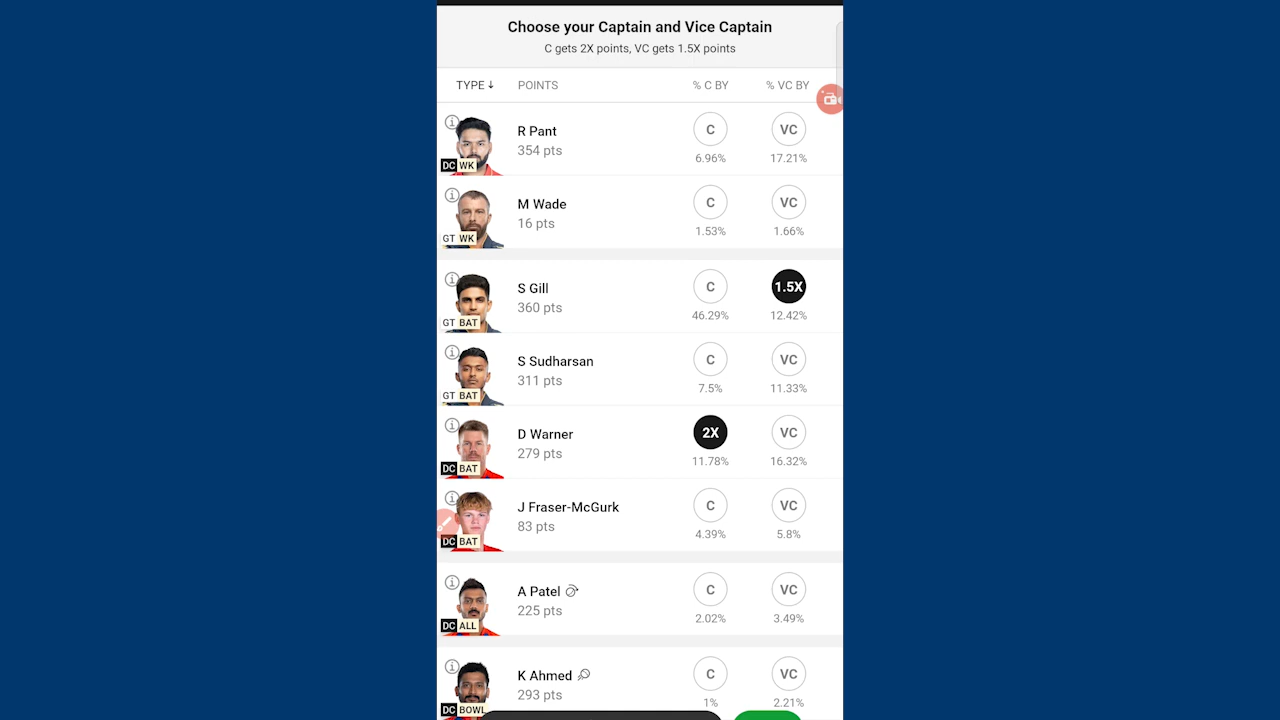 Choose your Captain and Vice Captain
C gets 2X points, VC gets 1.5X points
TYPE ↓ POINTS % C BY % VC BY
R Pant C VC
354 pts 6.96% 17.21%
DC WK
M Wade C VC
16 pts 1.53% 1.66%
GT WK
S Gill C 1.5X
360 pts 46.29% 12.42%
GT BAT
S Sudharsan C VC
311 pts 7.5% 11.33%
GT BAT
D Warner 2X VC
279 pts 11.78% 16.32%
DC BAT
J Fraser-McGurk C VC
83 pts 4.39% 5.8%
DC BAT
A Patel C VC
225 pts 2.02% 3.49%
DC ALL
K Ahmed C VC
293 pts 1% 2.21%
DC BOWL